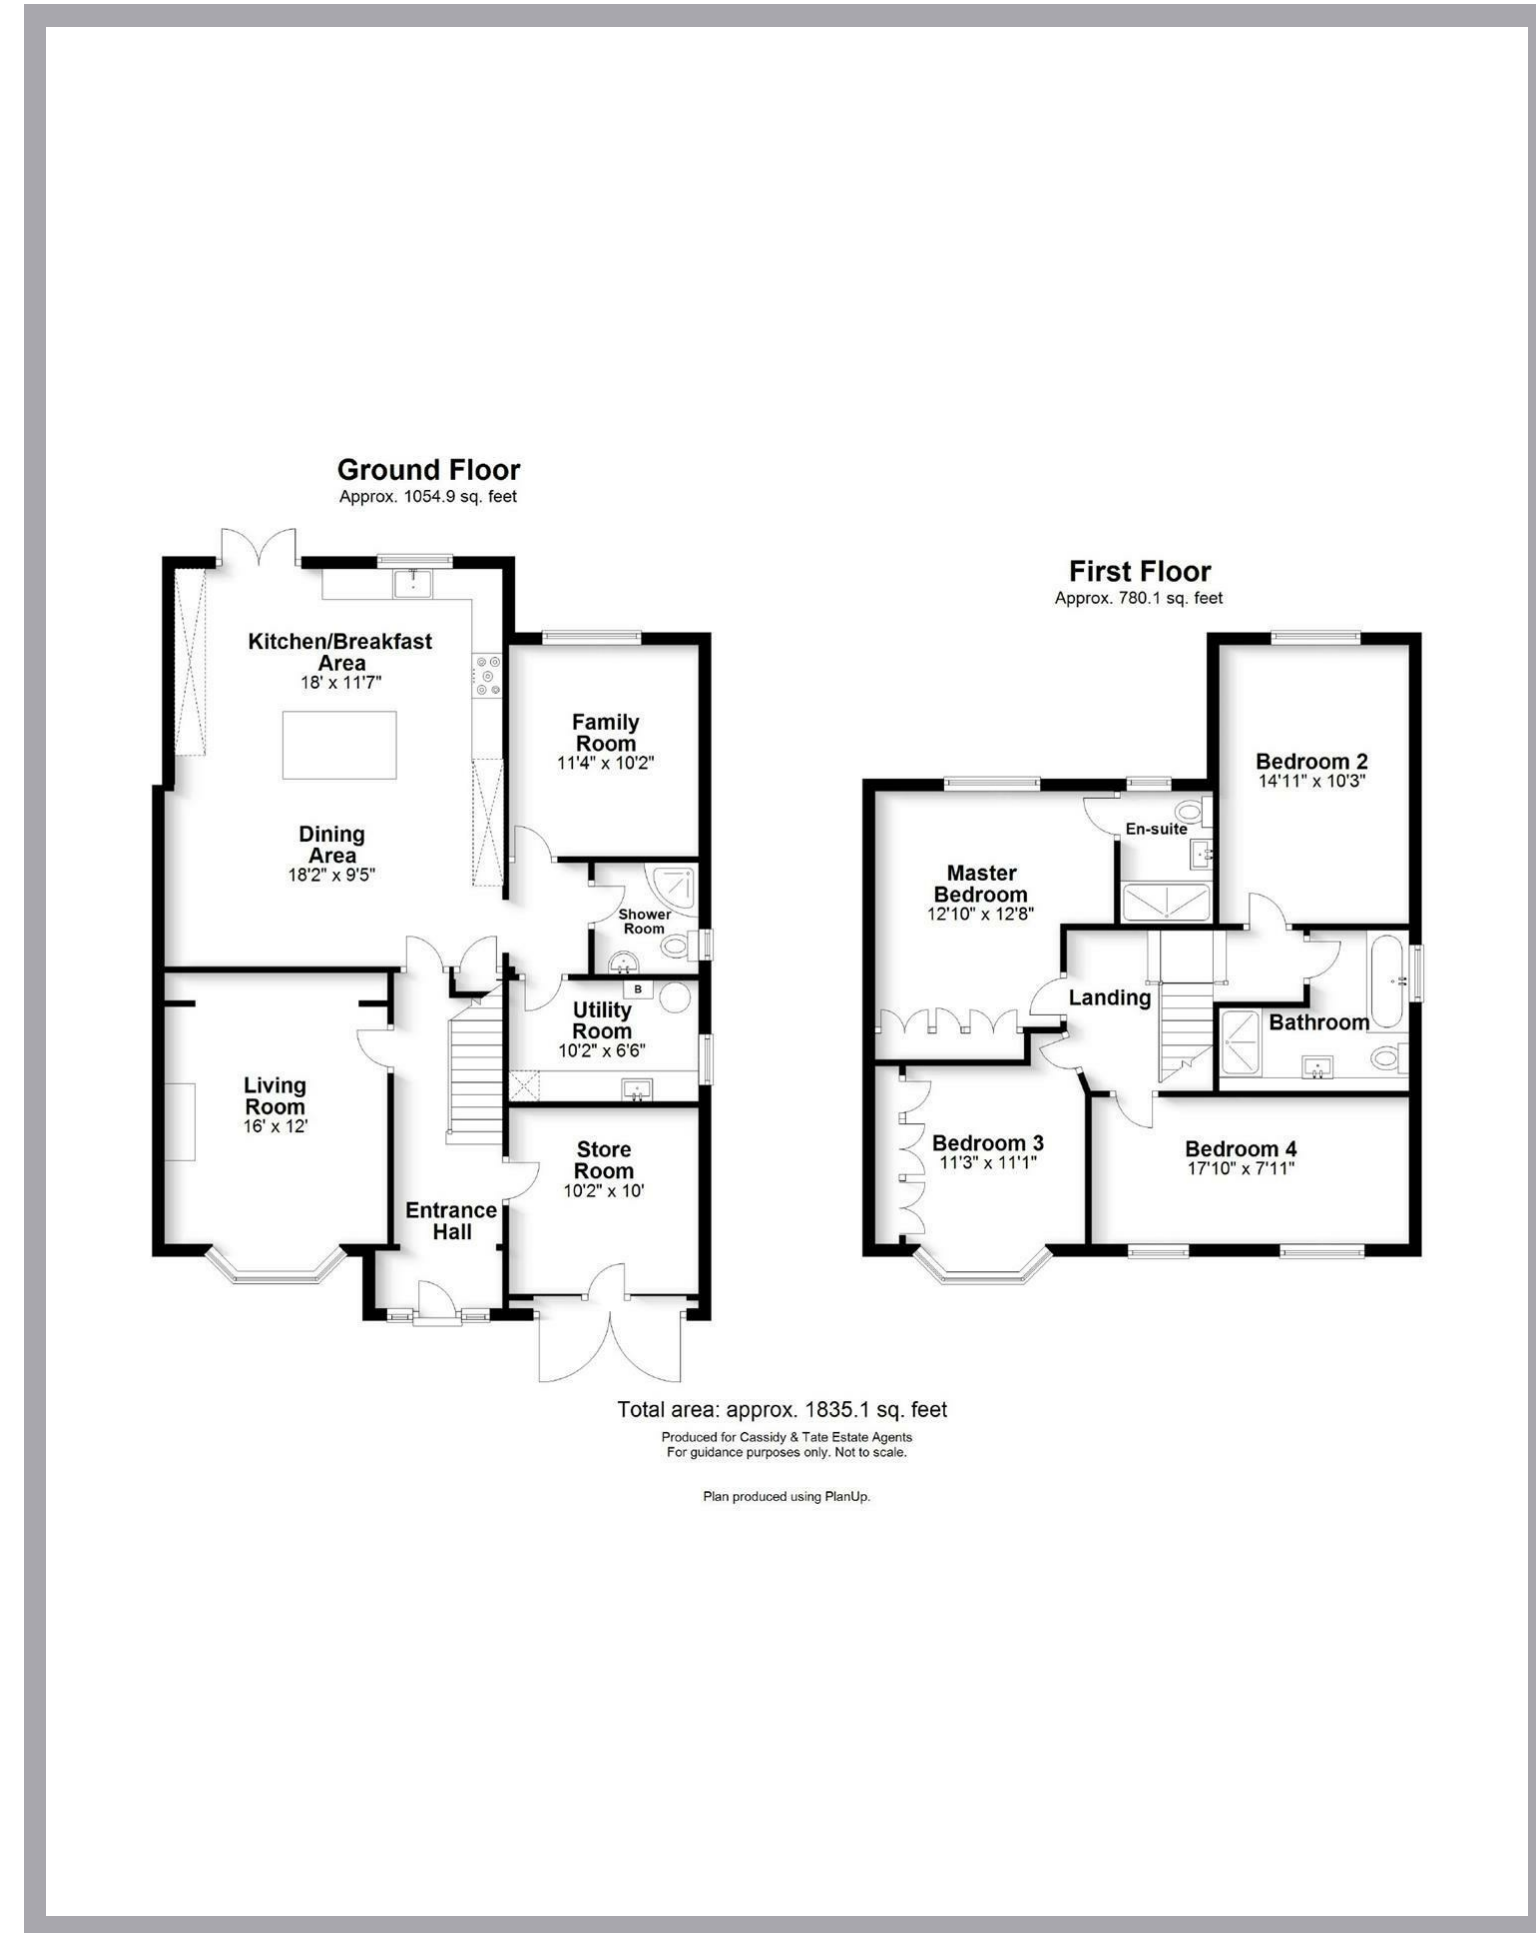 Ground Floor
Approx. 1054.9 sq. feet
Kitchen/Breakfast
Area
18' x 11'7"
Family
Room
11'4" x 10'2"
Dining
Area
18'2" x 9'5"
Shower
Room
B
Utility
Room
10'2" x 6'6"
Living
Room
16' x 12'
Store
Room
10'2" x 10'
Entrance
Hall
First Floor
Approx. 780.1 sq. feet
Bedroom 2
14'11" x 10'3"
En-suite
Master
Bedroom
12'10" x 12'8"
Landing
Bathroom
Bedroom 3
11'3" x 11'1"
Bedroom 4
17'10" x 7'11"
Total area: approx. 1835.1 sq. feet
Produced for Cassidy & Tate Estate Agents
For guidance purposes only. Not to scale.
Plan produced using PlanUp.